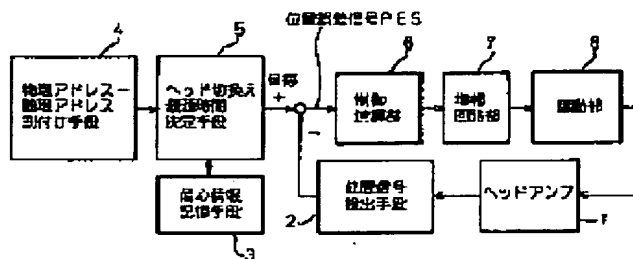 位置誤差信号PES
4
5
6
7
8
物理アドレス−
論理アドレス
割付け手段
ヘッド切換え
最適時間
決定手段
目標
+
−
制御
演算部
増幅
回路部
駆動部
偏心情報
記憶手段
3
2
位置信号
検出手段
ヘッドアンプ